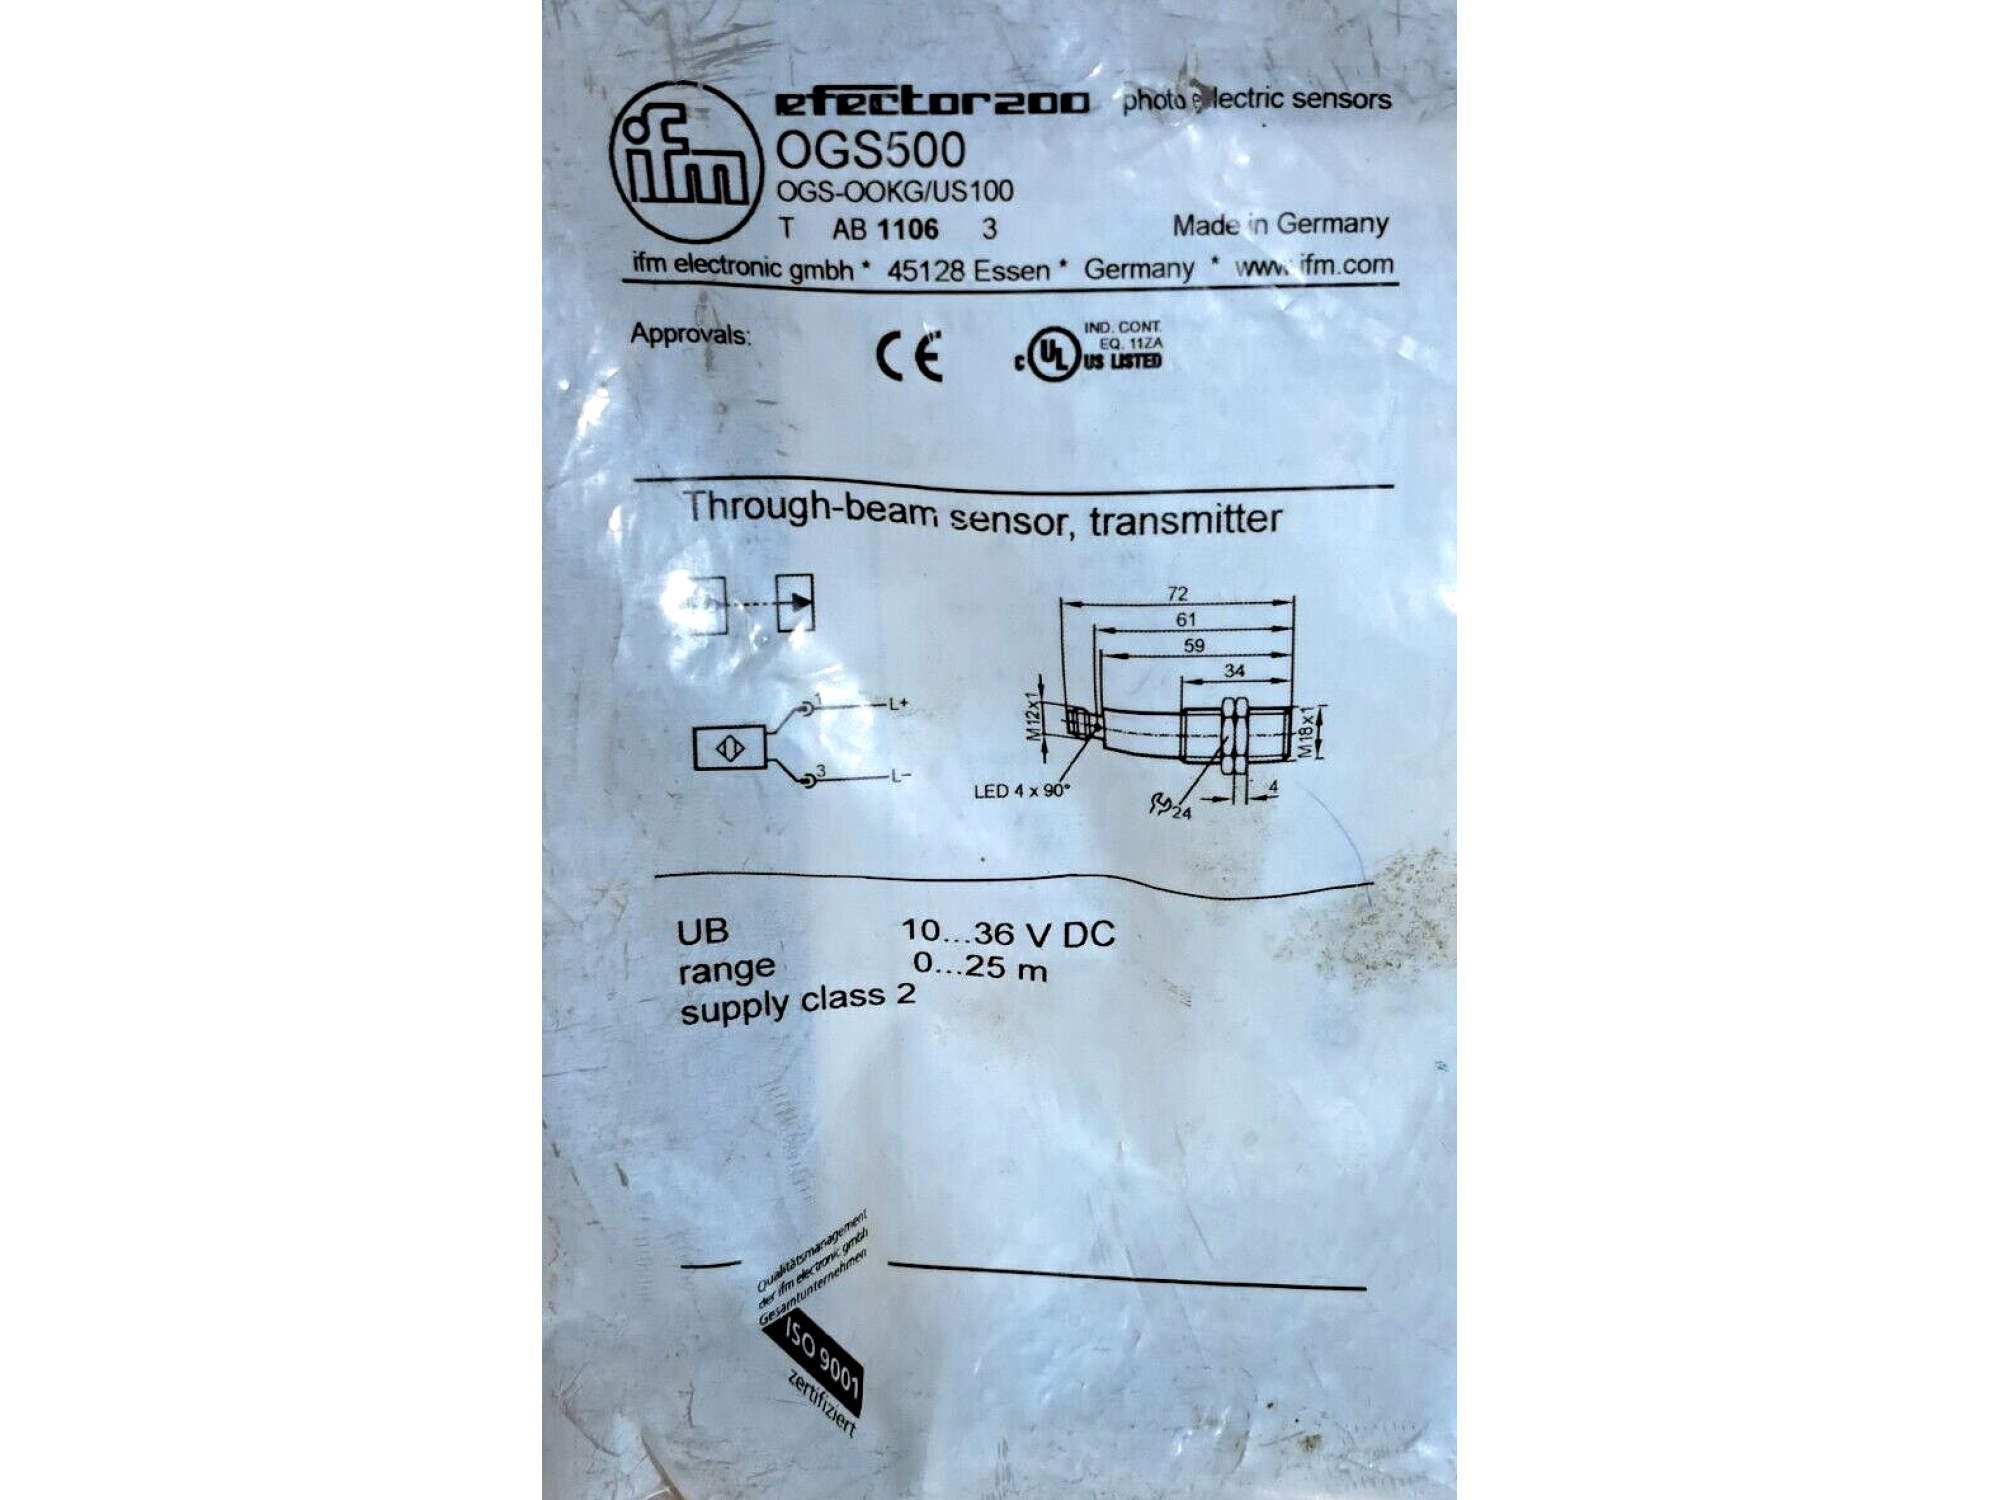 ifm
efector200 photo electric sensors
OGS500
OGS-OOKG/US100
T AB 1106 3 Made in Germany
ifm electronic gmbh * 45128 Essen * Germany * www.ifm.com
Approvals:
CE
c UL US LISTED
IND. CONT.
EQ. 11ZA
Through-beam sensor, transmitter
72
61
59
34
M12x1
M18x1
LED 4 x 90°
24
4
1 L+
3 L-
UB 10...36 V DC
range 0...25 m
supply class 2
Qualitätsmanagement
der ifm electronic gmbh
Gesamtunternehmen
ISO 9001
zertifiziert